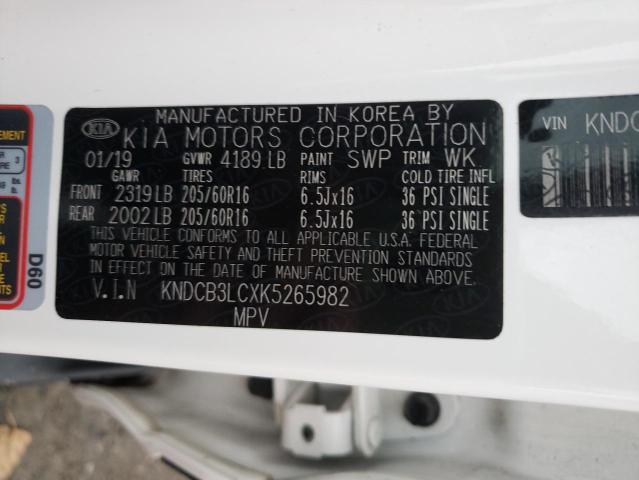 MANUFACTURED IN KOREA BY
KIA KIA MOTORS CORPORATION
01/19 GVWR 4189 LB PAINT SWP TRIM WK
GAWR TIRES RIMS COLD TIRE INFL
FRONT 2319 LB 205/60R16 6.5Jx16 36 PSI SINGLE
REAR 2002 LB 205/60R16 6.5Jx16 36 PSI SINGLE
THIS VEHICLE CONFORMS TO ALL APPLICABLE U.S.A. FEDERAL
MOTOR VEHICLE SAFETY AND THEFT PREVENTION STANDARDS
IN EFFECT ON THE DATE OF MANUFACTURE SHOWN ABOVE.
V.I.N KNDCB3LCXK5265982
MPV
VIN KNDC
D60